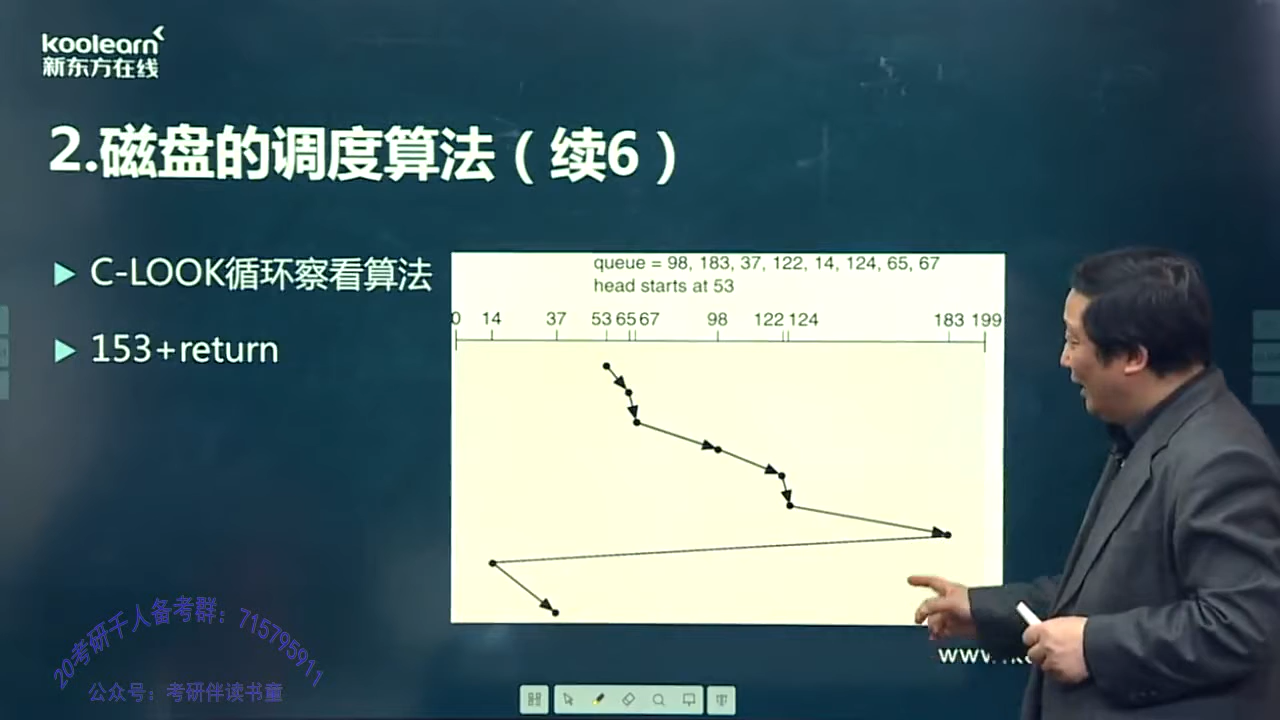 koolearn
新东方在线
2.磁盘的调度算法（续6）
C-LOOK循环察看算法
153+return
queue = 98, 183, 37, 122, 14, 124, 65, 67
head starts at 53
0 14 37 53 65 67 98 122 124 183 199
20考研千人备考群：715795911
公众号：考研伴读书童